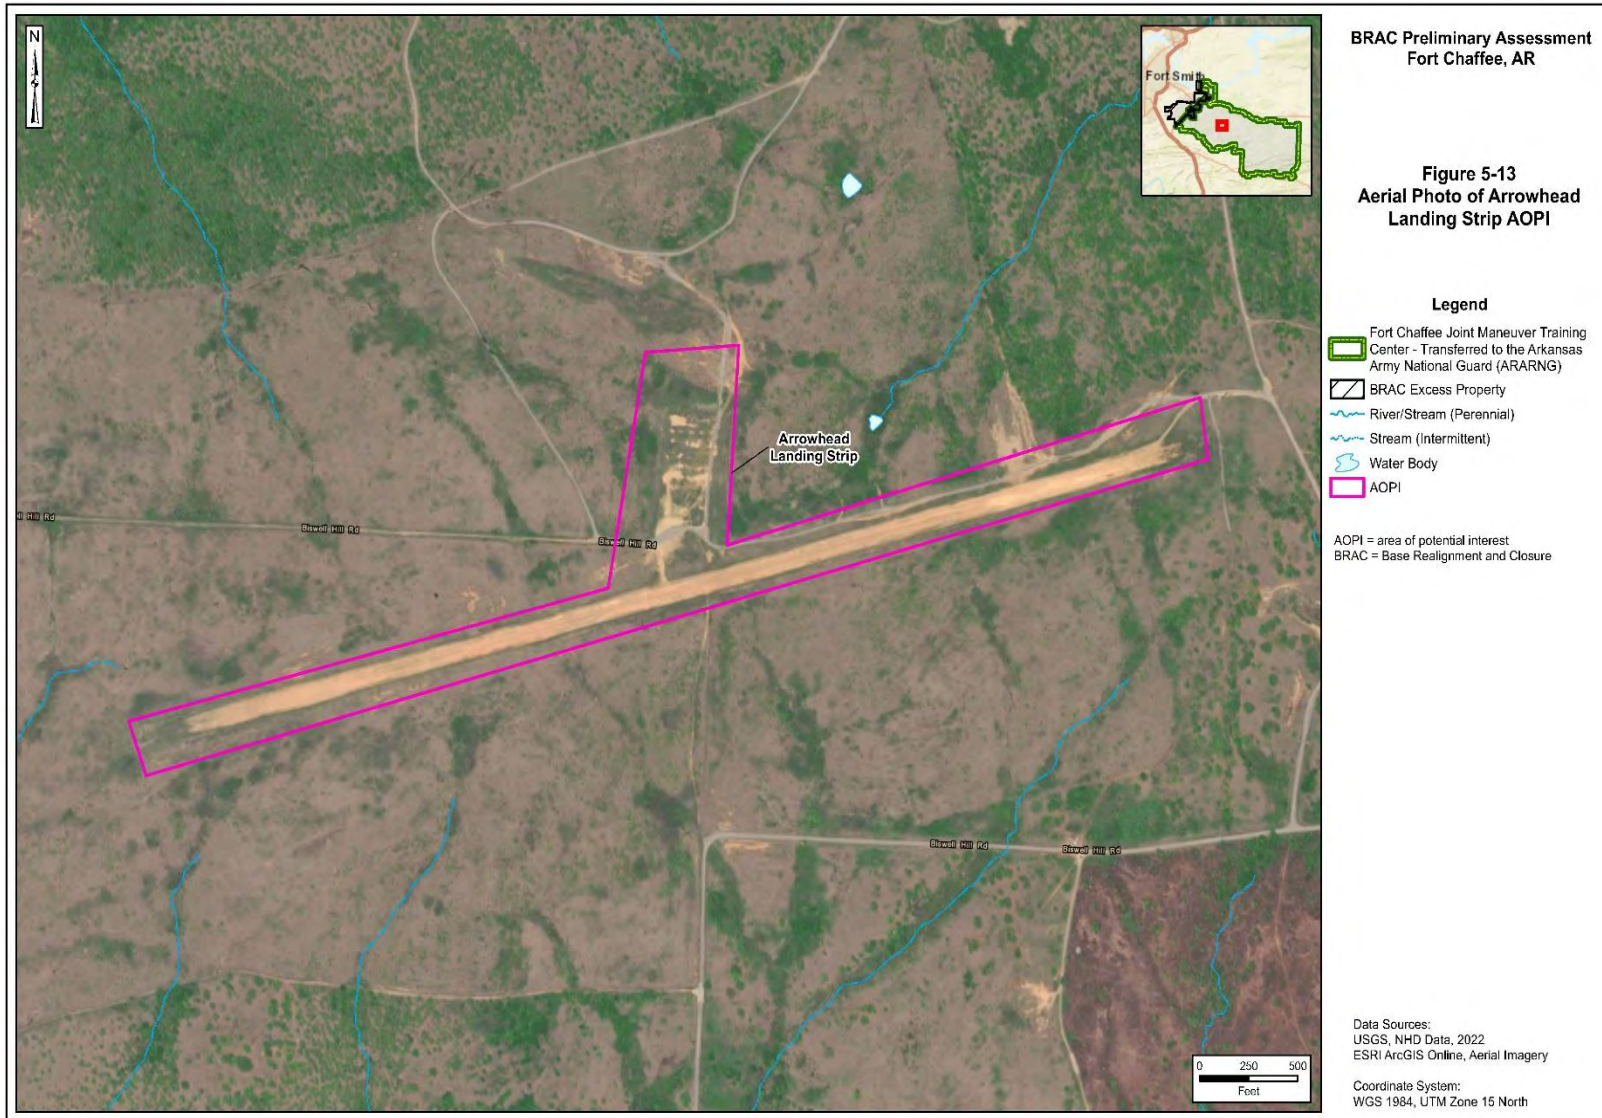 N
Fort Smith
Arrowhead
Landing Strip
ll Hill Rd
Biswell Hill Rd
Biswell Hill Rd
Biswell Hill Rd
Biswell Hill Rd
0 250 500
Feet
BRAC Preliminary Assessment
Fort Chaffee, AR
Figure 5-13
Aerial Photo of Arrowhead
Landing Strip AOPI
Legend
Fort Chaffee Joint Maneuver Training
Center - Transferred to the Arkansas
Army National Guard (ARARNG)
BRAC Excess Property
River/Stream (Perennial)
Stream (Intermittent)
Water Body
AOPI
AOPI = area of potential interest
BRAC = Base Realignment and Closure
Data Sources:
USGS, NHD Data, 2022
ESRI ArcGIS Online, Aerial Imagery
Coordinate System:
WGS 1984, UTM Zone 15 North